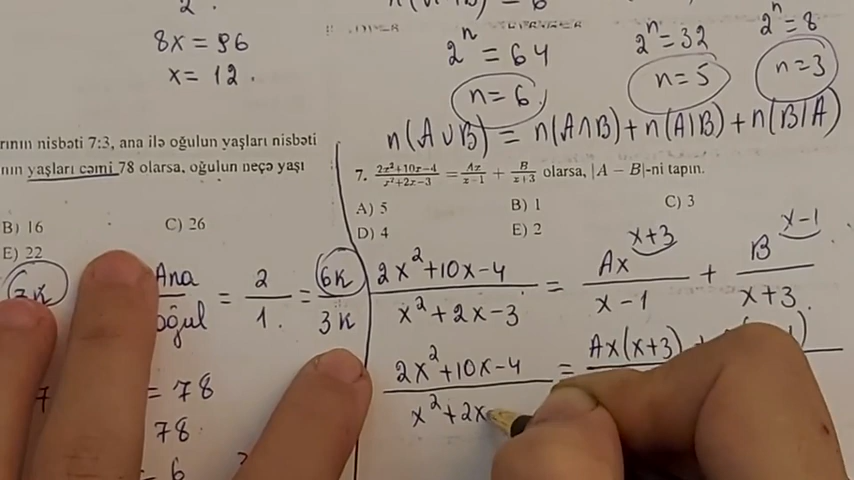 2.
8x = 96
x = 12.
2ⁿ = 64
n = 6.
2ⁿ = 32
n = 5
2ⁿ = 8
n = 3
n(A∪B) = n(A∩B) + n(A|B) + n(B|A)
rının nisbəti 7:3, ana ilə oğulun yaşları nisbəti
nın yaşları cəmi 78 olarsa, oğulun neçə yaşı
B) 16 C) 26
E) 22
Ana/oğul = 2/1. = 6k/3k
= 78
78
= 6
7. (2x²+10x−4)/(x²+2x−3) = Ax/(x−1) + B/(x+3) olarsa, |A − B|-ni tapın.
A) 5 B) 1 C) 3
D) 4 E) 2
x+3 x−1
(2x²+10x−4)/(x²+2x−3) = Ax/(x−1) + B/(x+3)
(2x²+10x−4)/(x²+2x = Ax(x+3)